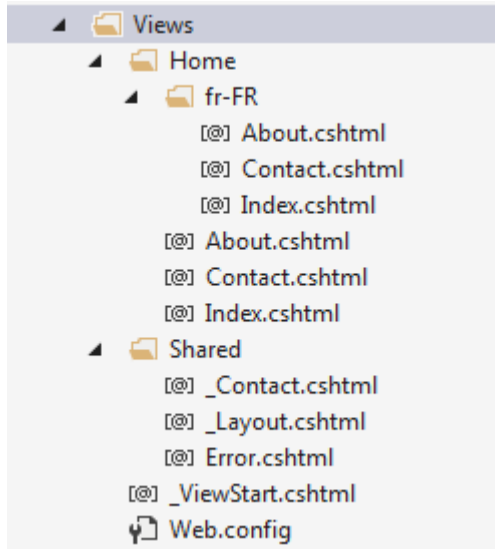 Views
Home
fr-FR
[@] About.cshtml
[@] Contact.cshtml
[@] Index.cshtml
[@] About.cshtml
[@] Contact.cshtml
[@] Index.cshtml
Shared
[@] _Contact.cshtml
[@] _Layout.cshtml
[@] Error.cshtml
[@] _ViewStart.cshtml
Web.config